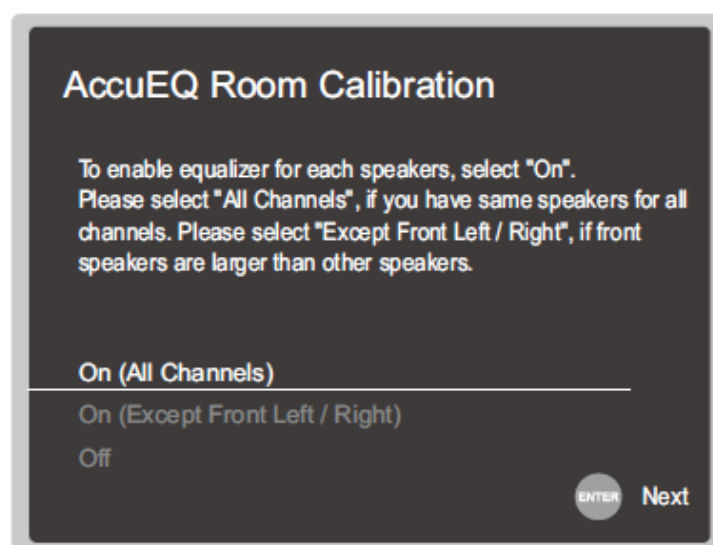 AccuEQ Room Calibration
To enable equalizer for each speakers, select "On".
Please select "All Channels", if you have same speakers for all
channels. Please select "Except Front Left / Right", if front
speakers are larger than other speakers.
On (All Channels)
On (Except Front Left / Right)
Off
ENTER Next